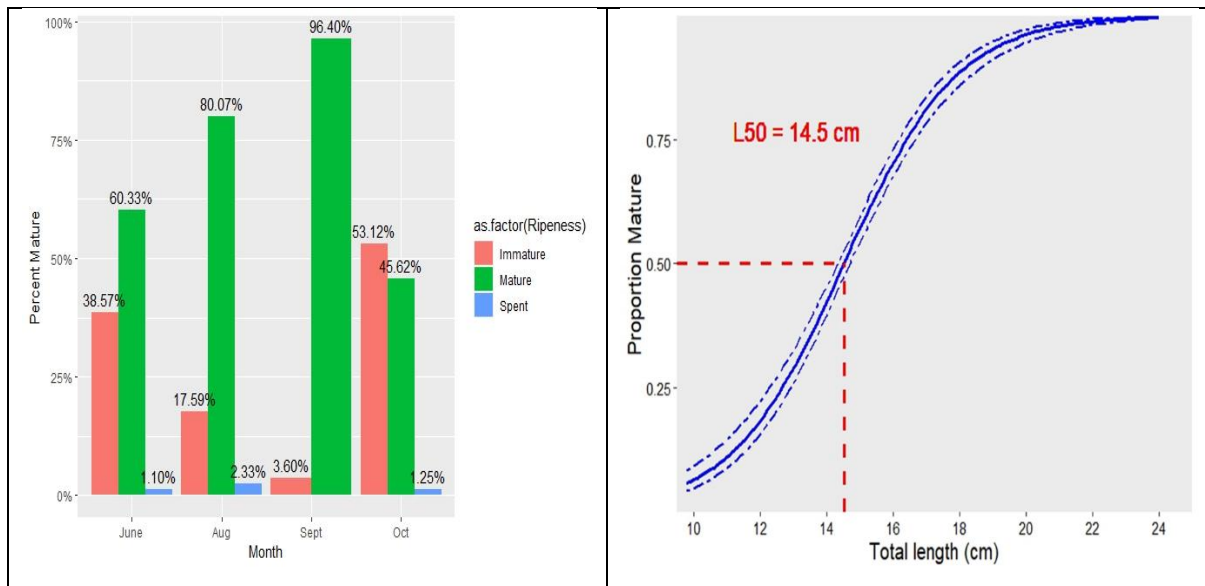 100%
75%
50%
25%
0%
Percent Mature
38.57%
60.33%
1.10%
17.59%
80.07%
2.33%
3.60%
96.40%
53.12%
45.62%
1.25%
June
Aug
Sept
Oct
Month
as.factor(Ripeness)
Immature
Mature
Spent
L50 = 14.5 cm
0.75
0.50
0.25
Proportion Mature
10
12
14
16
18
20
22
24
Total length (cm)